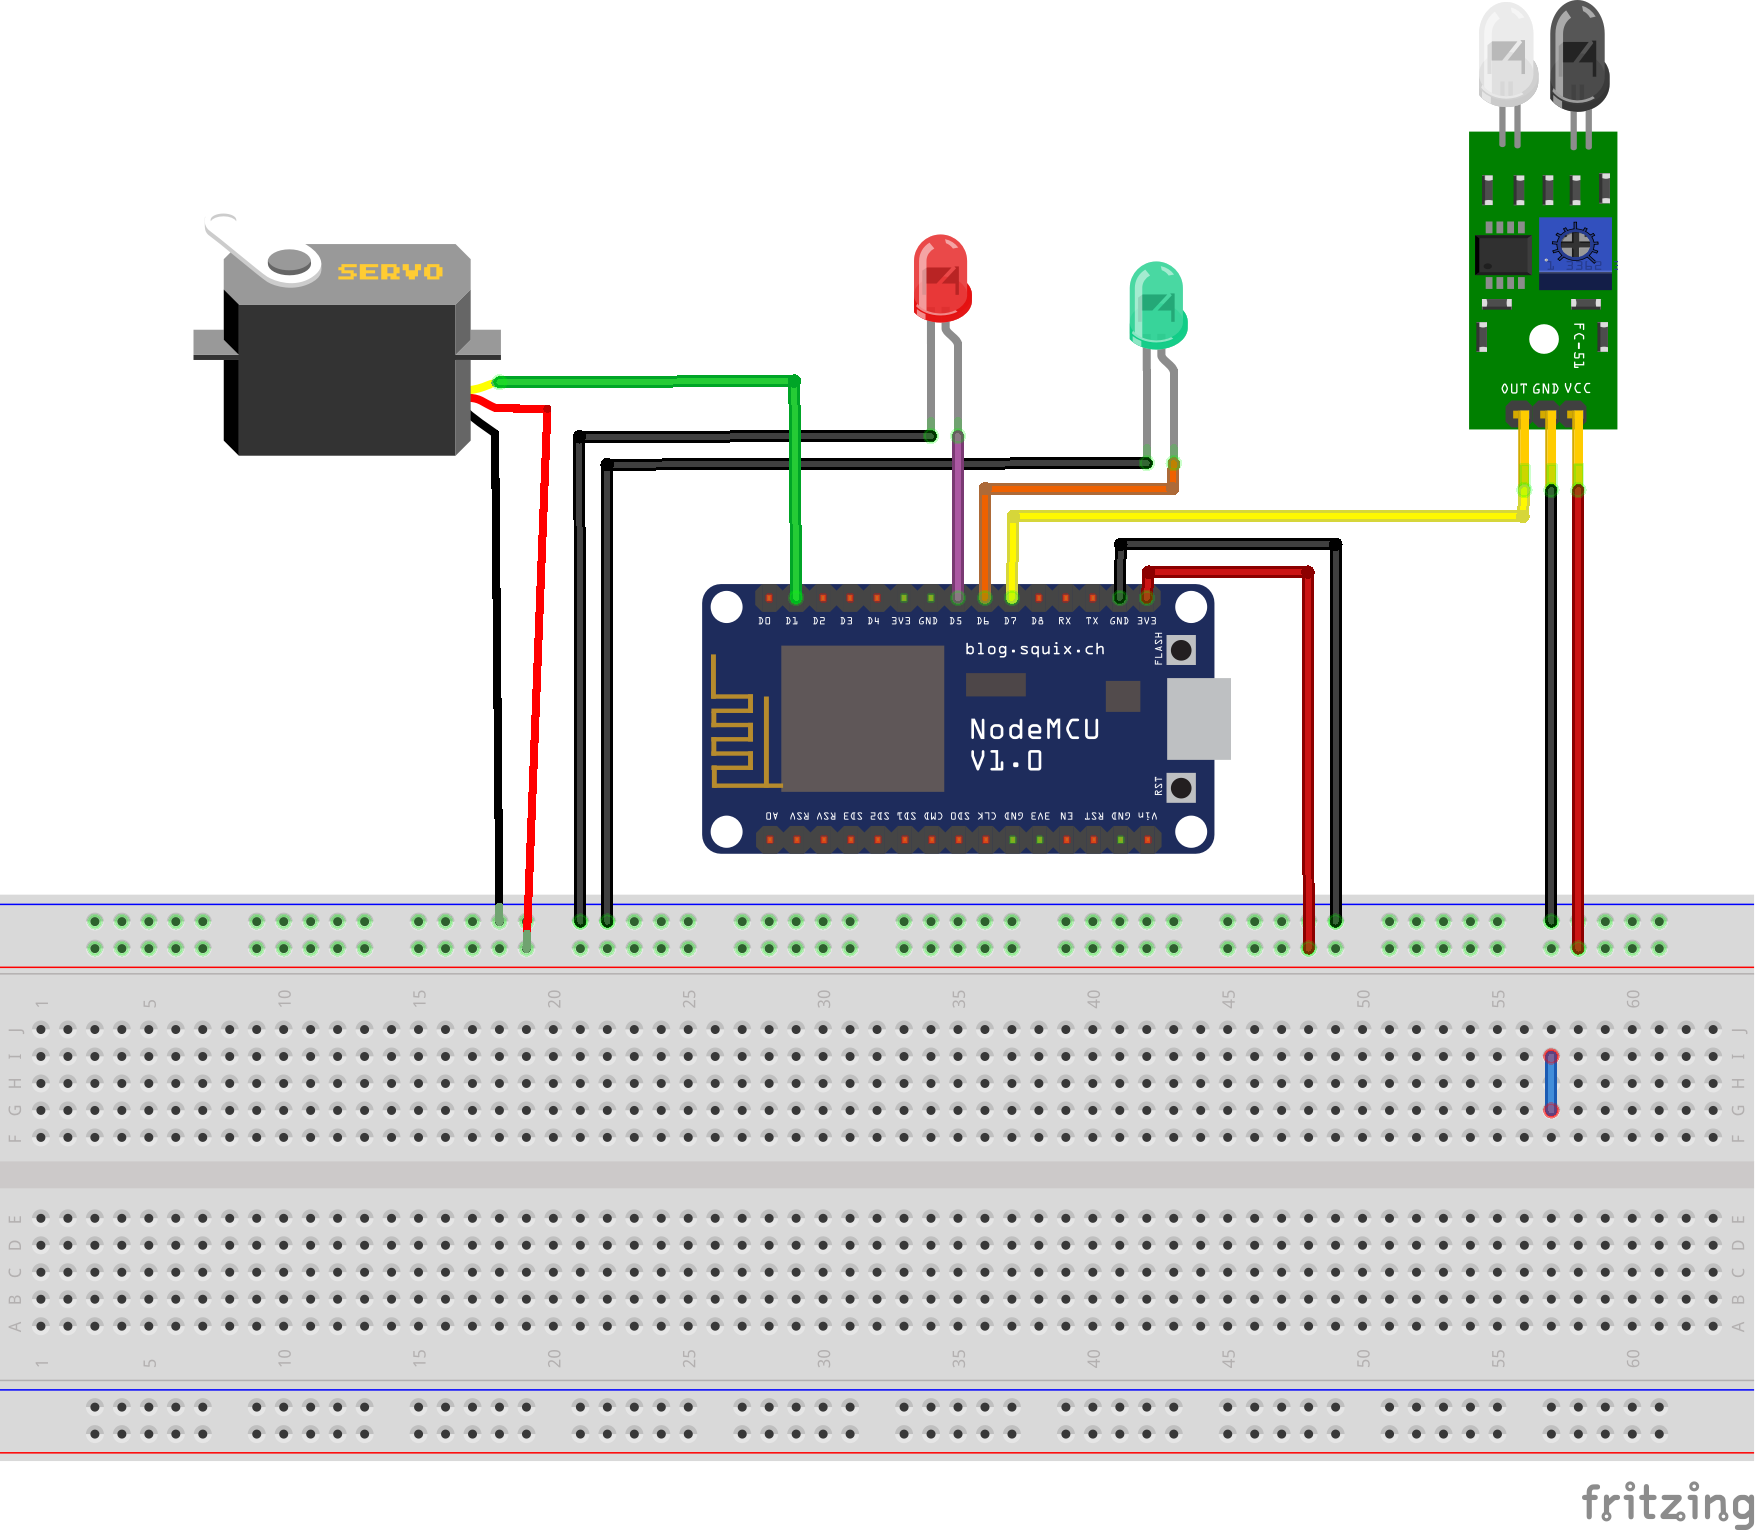 SERVO
FC-51
OUT GND VCC
D0 D1 D2 D3 D4 3V3 GND D5 D6 D7 D8 RX TX GND 3V3
blog.squix.ch
FLASH
NodeMCU
V1.0
RST
A0 RSV RSV SD3 SD2 SD1 CMD SD0 CLK GND 3V3 EN RST GND Vin
1 5 10 15 20 25 30 35 40 45 50 55 60
J J
I I
H H
G G
F F
E E
D D
C C
B B
A A
1 5 10 15 20 25 30 35 40 45 50 55 60
fritzing